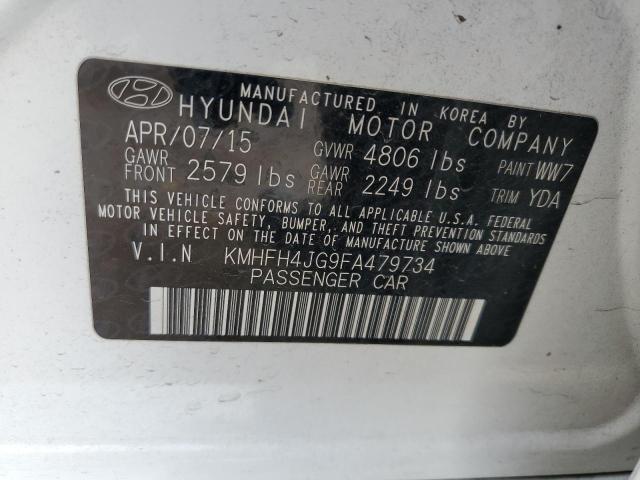 MANUFACTURED IN KOREA BY
HYUNDAI MOTOR COMPANY
APR/07/15 GVWR 4806 lbs PAINT WW7
GAWR FRONT 2579 lbs GAWR REAR 2249 lbs TRIM YDA
THIS VEHICLE CONFORMS TO ALL APPLICABLE U.S.A. FEDERAL
MOTOR VEHICLE SAFETY, BUMPER, AND THEFT PREVENTION STANDARDS
IN EFFECT ON THE DATE OF MANUFACTURE SHOWN ABOVE.
V.I.N KMHFH4JG9FA479734
PASSENGER CAR